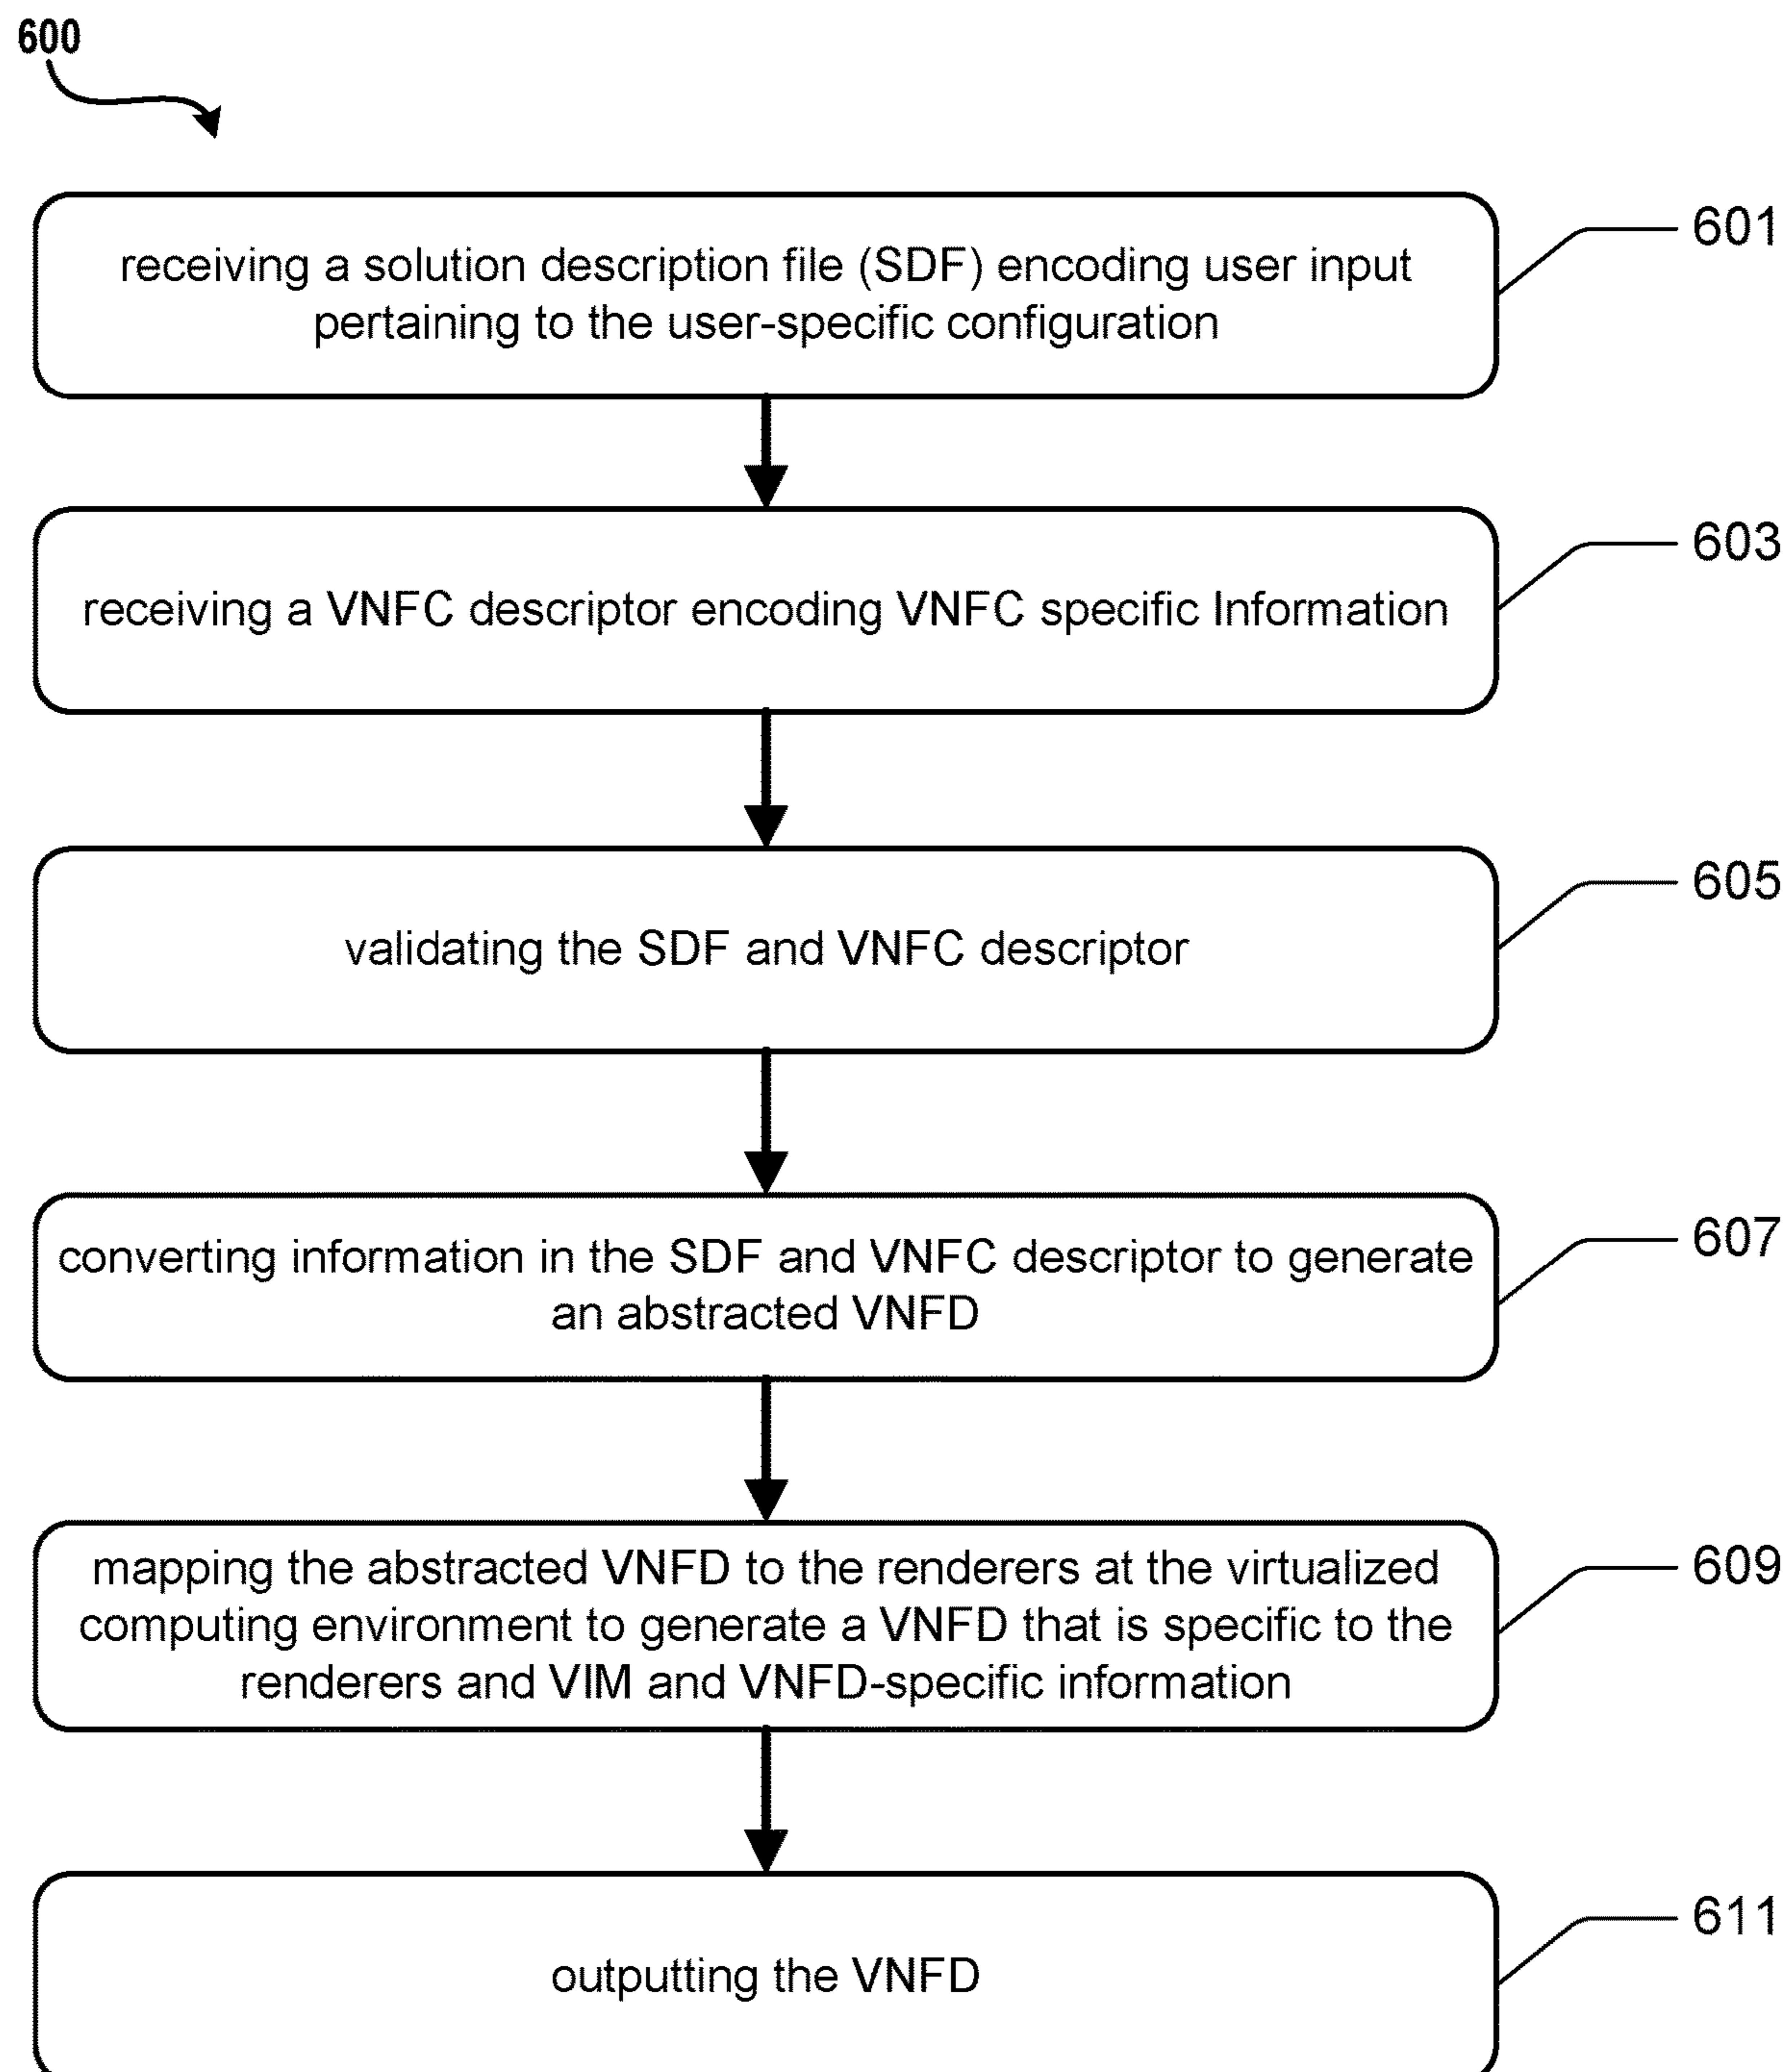 600
receiving a solution description file (SDF) encoding user input
pertaining to the user-specific configuration
601
receiving a VNFC descriptor encoding VNFC specific Information
603
validating the SDF and VNFC descriptor
605
converting information in the SDF and VNFC descriptor to generate
an abstracted VNFD
607
mapping the abstracted VNFD to the renderers at the virtualized
computing environment to generate a VNFD that is specific to the
renderers and VIM and VNFD-specific information
609
outputting the VNFD
611